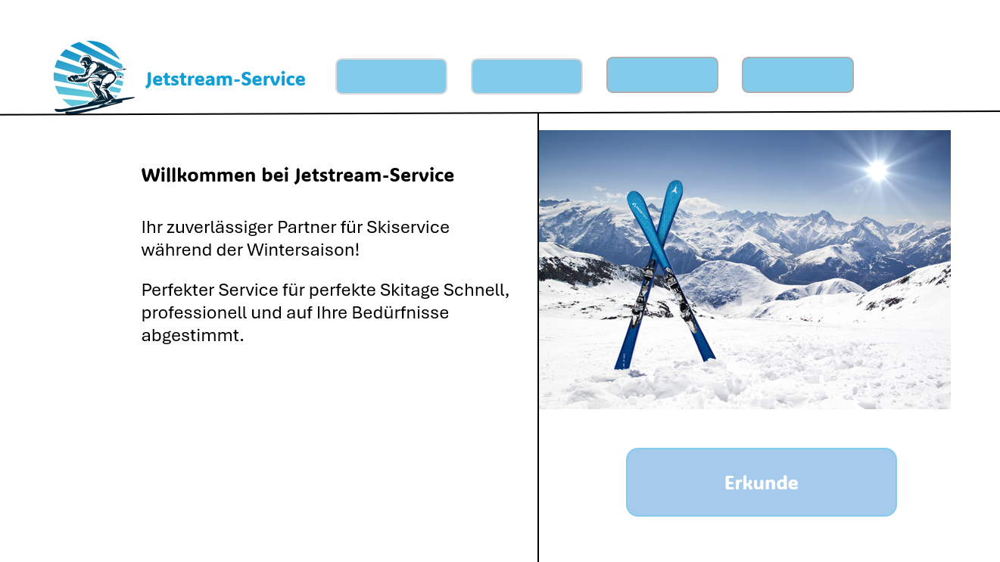 Jetstream-Service
Willkommen bei Jetstream-Service
Ihr zuverlässiger Partner für Skiservice
während der Wintersaison!
Perfekter Service für perfekte Skitage Schnell,
professionell und auf Ihre Bedürfnisse
abgestimmt.
Erkunde